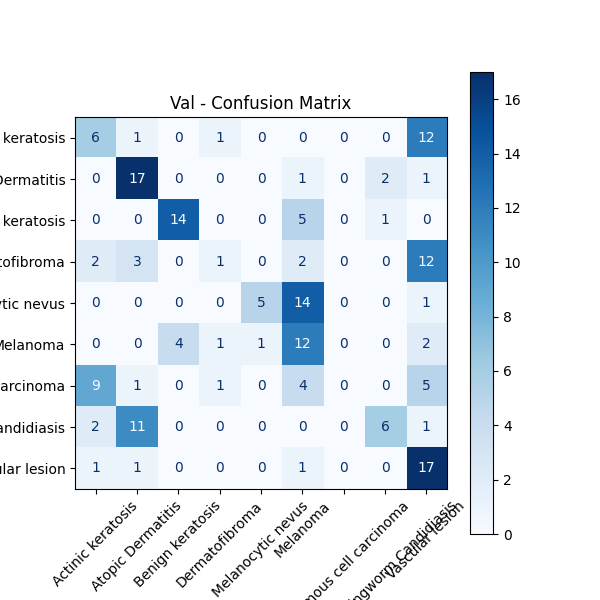 Val - Confusion Matrix
keratosis 6 1 0 1 0 0 0 0 12
Dermatitis 0 17 0 0 0 1 0 2 1
keratosis 0 0 14 0 0 5 0 1 0
tofibroma 2 3 0 1 2 0 0 12
ytic nevus 0 0 0 0 5 14 0 0 1
Melanoma 0 0 4 1 1 12 0 0 2
arcinoma 9 1 0 1 0 4 0 0 5
andidiasis 2 11 0 0 0 0 0 6 1
ular lesion 1 1 0 0 0 1 0 0 17
Actinic keratosis
Atopic Dermatitis
Benign keratosis
Dermatofibroma
Melanocytic nevus
Melanoma
mous cell carcinoma
ingworm Candidiasis
Vascular lesion
16
14
12
10
8
6
4
2
0